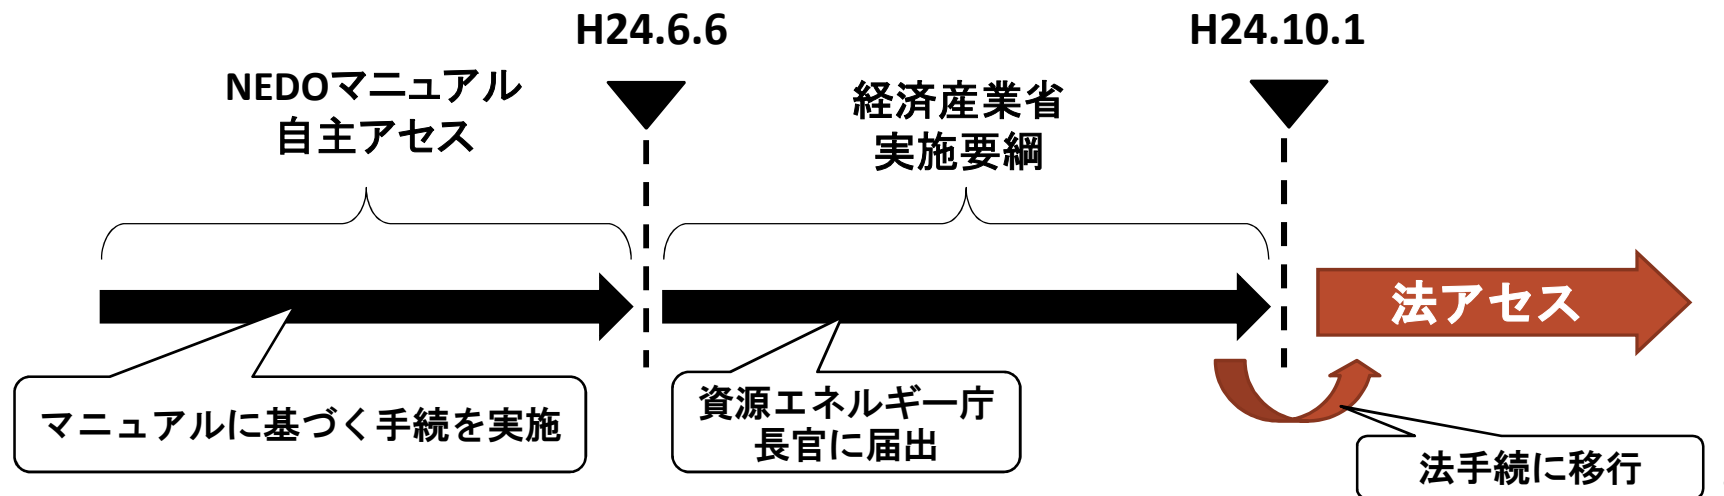 H24.6.6
H24.10.1
NEDOマニュアル
自主アセス
経済産業省
実施要綱
法アセス
マニュアルに基づく手続を実施
資源エネルギー庁
長官に届出
法手続に移行